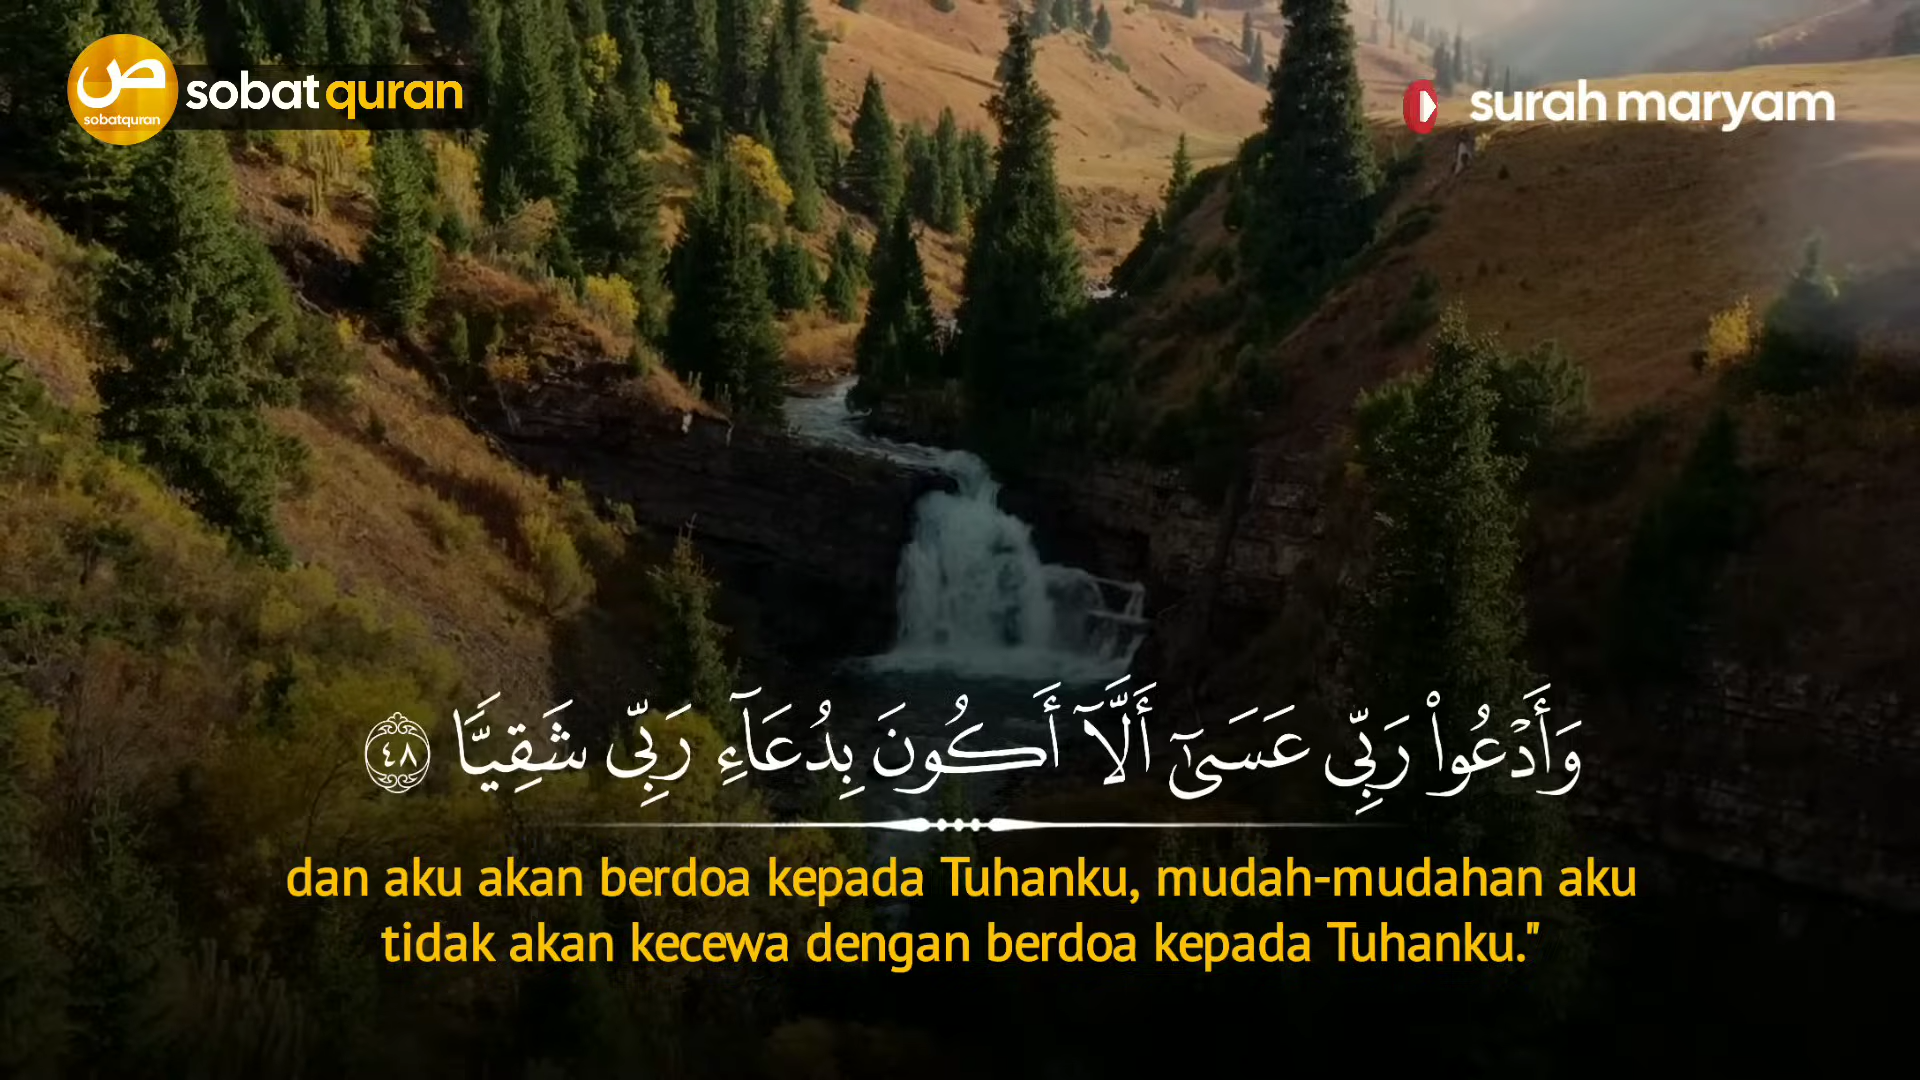 ص
sobatquran
sobat quran
surah maryam
وَأَدۡعُواْ رَبِّي عَسَىٰٓ أَلَّآ أَكُونَ بِدُعَآءِ رَبِّي شَقِيّٗا ٤٨
dan aku akan berdoa kepada Tuhanku, mudah-mudahan aku
tidak akan kecewa dengan berdoa kepada Tuhanku."